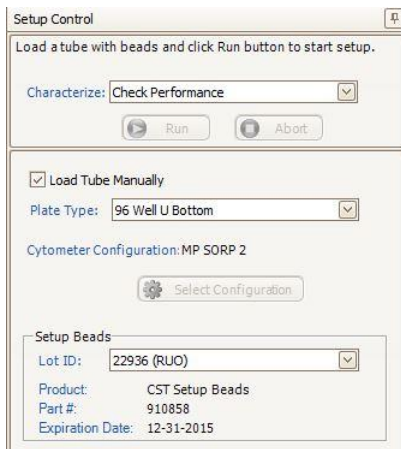 Setup Control
Load a tube with beads and click Run button to start setup.
Characterize: Check Performance
Run Abort
Load Tube Manually
Plate Type: 96 Well U Bottom
Cytometer Configuration: MP SORP 2
Select Configuration
Setup Beads
Lot ID: 22936 (RUO)
Product: CST Setup Beads
Part #: 910858
Expiration Date: 12-31-2015